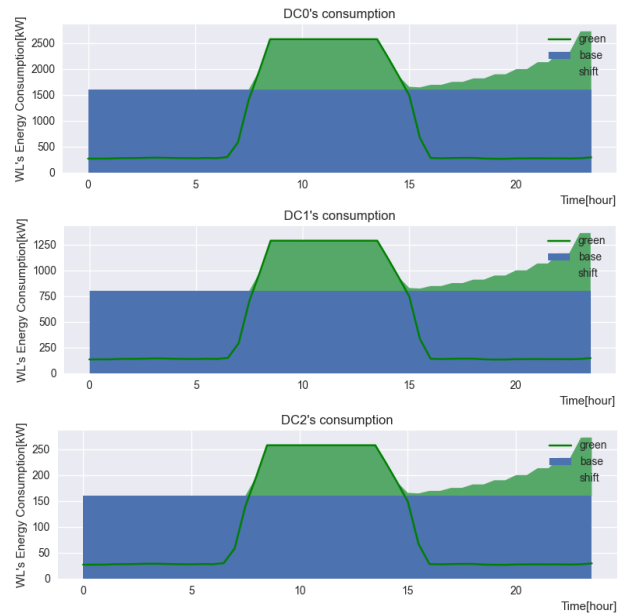 DC0's consumption
WL's Energy Consumption[kW]
2500
2000
1500
1000
500
0
green
base
shift
0 5 10 15 20
Time[hour]
DC1's consumption
WL's Energy Consumption[kW]
1250
1000
750
500
250
0
green
base
shift
0 5 10 15 20
Time[hour]
DC2's consumption
WL's Energy Consumption[kW]
250
200
150
100
50
0
green
base
shift
0 5 10 15 20
Time[hour]